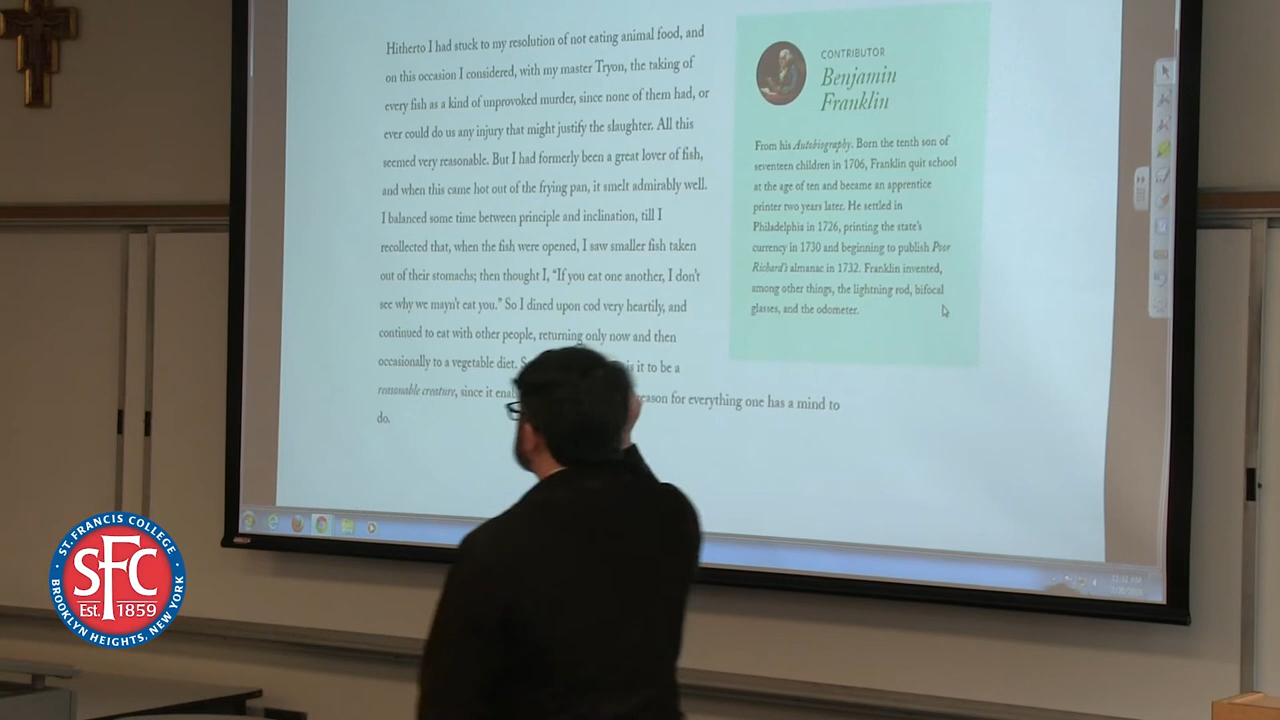 Hitherto I had stuck to my resolution of not eating animal food, and
on this occasion I considered, with my master Tryon, the taking of
every fish as a kind of unprovoked murder, since none of them had, or
ever could do us any injury that might justify the slaughter. All this
seemed very reasonable. But I had formerly been a great lover of fish,
and when this came hot out of the frying pan, it smelt admirably well.
I balanced some time between principle and inclination, till I
recollected that, when the fish were opened, I saw smaller fish taken
out of their stomachs; then thought I, “If you eat one another, I don't
see why we mayn't eat you.” So I dined upon cod very heartily, and
continued to eat with other people, returning only now and then
occasionally to a vegetable diet. is it to be a
reasonable creature, since it reason for everything one has a mind to
do.
CONTRIBUTOR
Benjamin
Franklin
From his Autobiography. Born the tenth son of
seventeen children in 1706, Franklin quit school
at the age of ten and became an apprentice
printer two years later. He settled in
Philadelphia in 1726, printing the state's
currency in 1730 and beginning to publish Poor
Richard's almanac in 1732. Franklin invented,
among other things, the lightning rod, bifocal
glasses, and the odometer.
ST. FRANCIS COLLEGE
SFC
Est. 1859
BROOKLYN HEIGHTS, NEW YORK